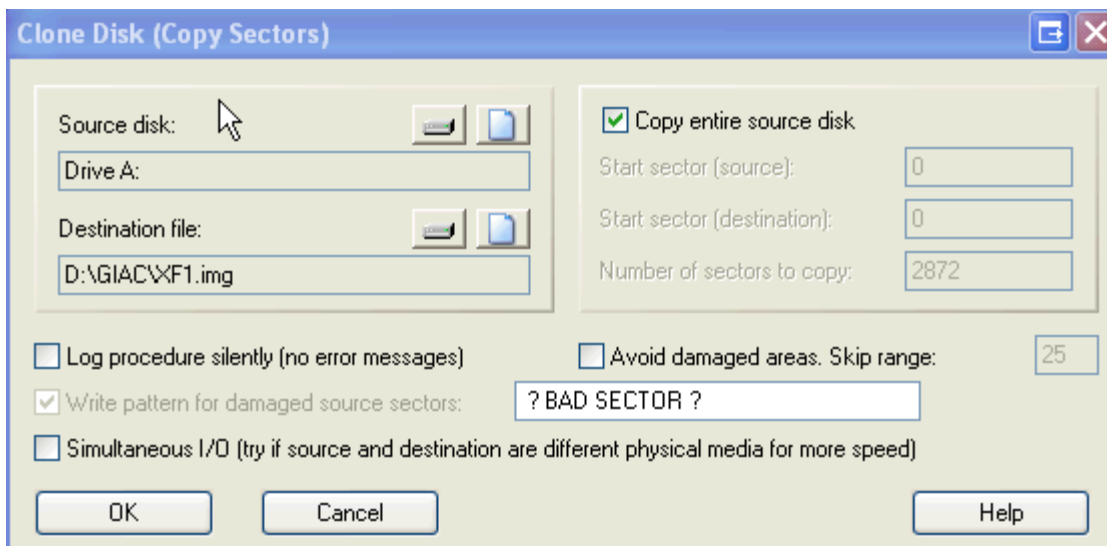 Clone Disk (Copy Sectors)
Source disk:
Drive A:
Destination file:
D:\GIAC\XF1.img
Copy entire source disk
Start sector (source): 0
Start sector (destination): 0
Number of sectors to copy: 2872
Log procedure silently (no error messages)
Avoid damaged areas. Skip range: 25
Write pattern for damaged source sectors: ? BAD SECTOR ?
Simultaneous I/O (try if source and destination are different physical media for more speed)
OK Cancel Help